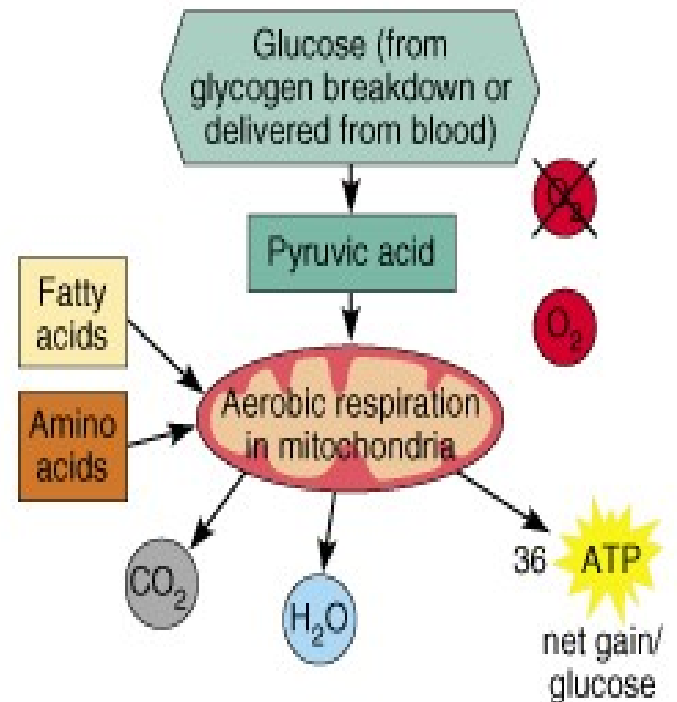 Glucose (from
glycogen breakdown or
delivered from blood)
O₂
Pyruvic acid
O₂
Fatty
acids
Aerobic respiration
in mitochondria
Amino
acids
CO₂
H₂O
36
ATP
net gain/
glucose